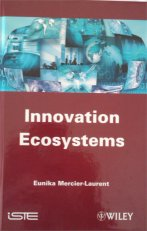 Innovation
Ecosystems
Eunika Mercier-Laurent
iSTE
WILEY